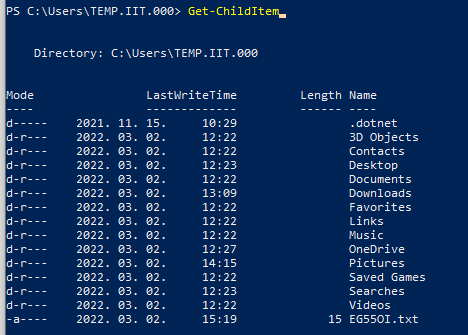 PS C:\Users\TEMP.IIT.000> Get-ChildItem
Directory: C:\Users\TEMP.IIT.000
Mode LastWriteTime Length Name
---- ------------- ------ ----
d----- 2021. 11. 15. 10:29 .dotnet
d-r--- 2022. 03. 02. 12:22 3D Objects
d-r--- 2022. 03. 02. 12:22 Contacts
d-r--- 2022. 03. 02. 12:23 Desktop
d-r--- 2022. 03. 02. 12:22 Documents
d-r--- 2022. 03. 02. 13:09 Downloads
d-r--- 2022. 03. 02. 12:22 Favorites
d-r--- 2022. 03. 02. 12:22 Links
d-r--- 2022. 03. 02. 12:22 Music
d-r--- 2022. 03. 02. 12:27 OneDrive
d-r--- 2022. 03. 02. 14:15 Pictures
d-r--- 2022. 03. 02. 12:22 Saved Games
d-r--- 2022. 03. 02. 12:23 Searches
d-r--- 2022. 03. 02. 12:22 Videos
-a---- 2022. 03. 02. 15:19 15 EG55OI.txt